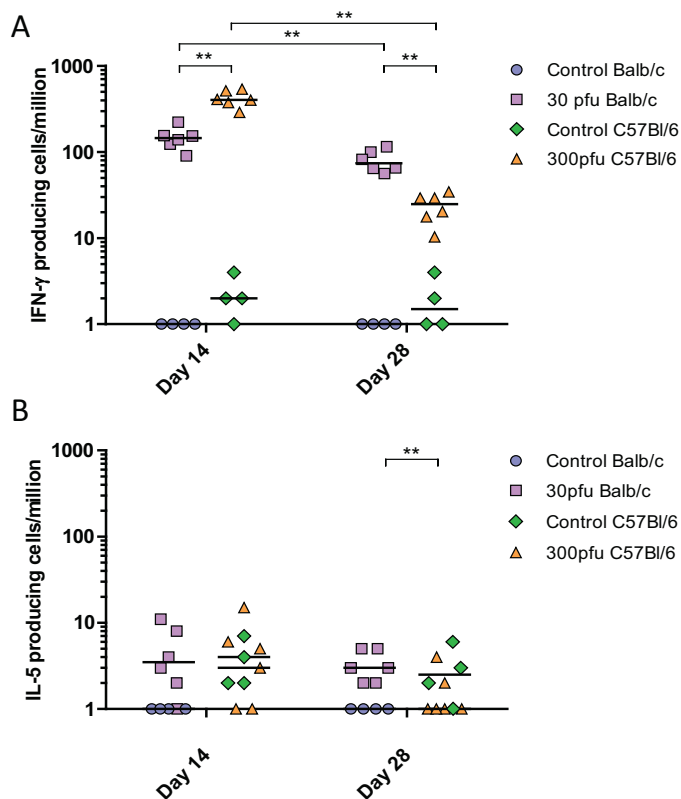 A
**
**
**
**
IFN-γ producing cells/million
1000
100
10
1
Day 14
Day 28
Control Balb/c
30 pfu Balb/c
Control C57Bl/6
300pfu C57Bl/6
B
**
IL-5 producing cells/million
1000
100
10
1
Day 14
Day 28
Control Balb/c
30pfu Balb/c
Control C57Bl/6
300pfu C57Bl/6